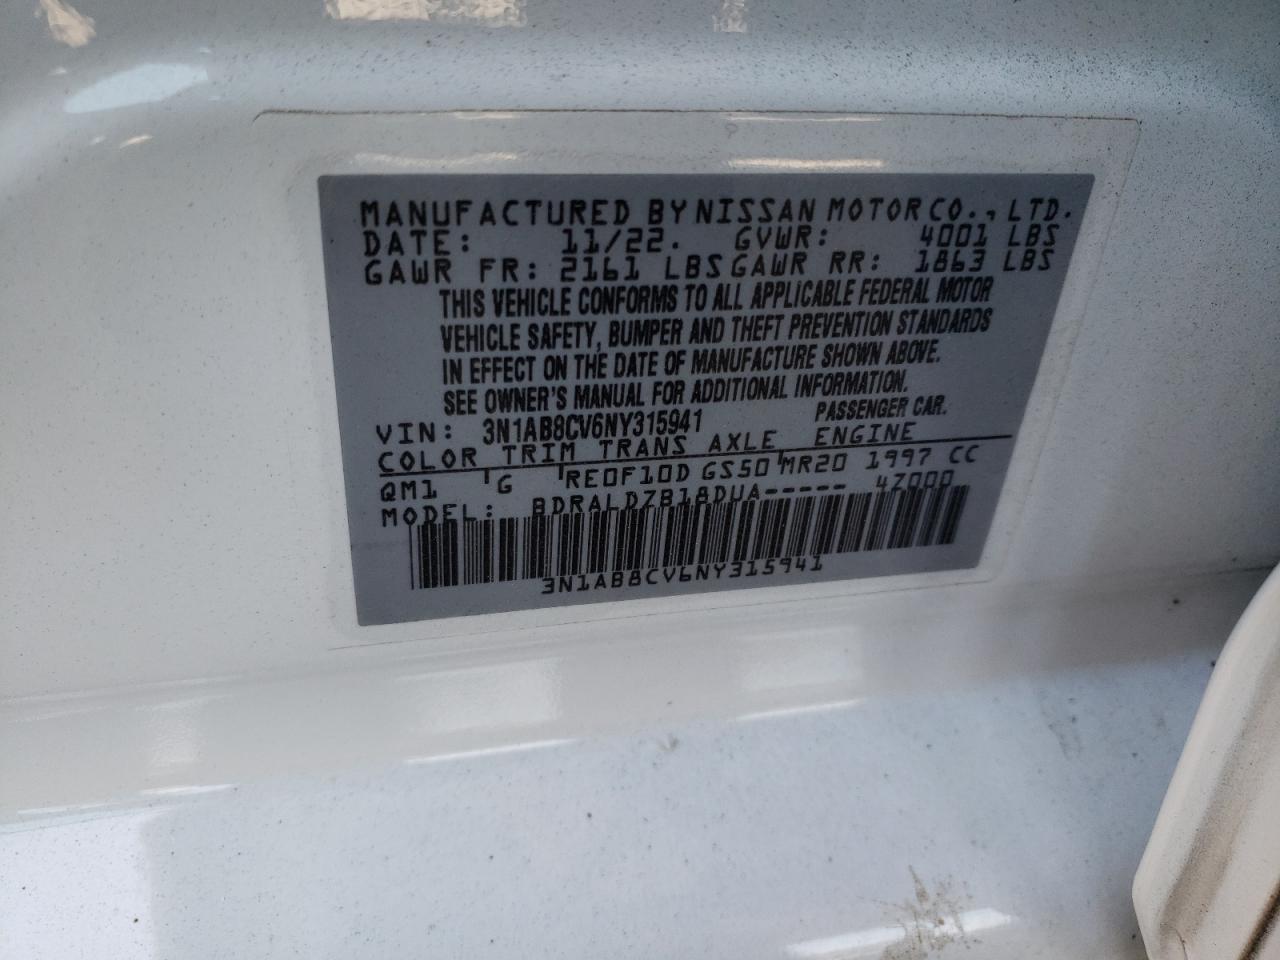 MANUFACTURED BY NISSAN MOTOR CO., LTD.
DATE: 11/22. GVWR: 4001 LBS
GAWR FR: 2161 LBS GAWR RR: 1863 LBS
THIS VEHICLE CONFORMS TO ALL APPLICABLE FEDERAL MOTOR
VEHICLE SAFETY, BUMPER AND THEFT PREVENTION STANDARDS
IN EFFECT ON THE DATE OF MANUFACTURE SHOWN ABOVE.
SEE OWNER'S MANUAL FOR ADDITIONAL INFORMATION.
VIN: 3N1AB8CV6NY315941 PASSENGER CAR.
COLOR TRIM TRANS AXLE ENGINE
QM1 G RE0F10D GS50 MR20 1997 CC
MODEL: BDRALDZB18DUA----- 47000
3N1AB8CV6NY315941